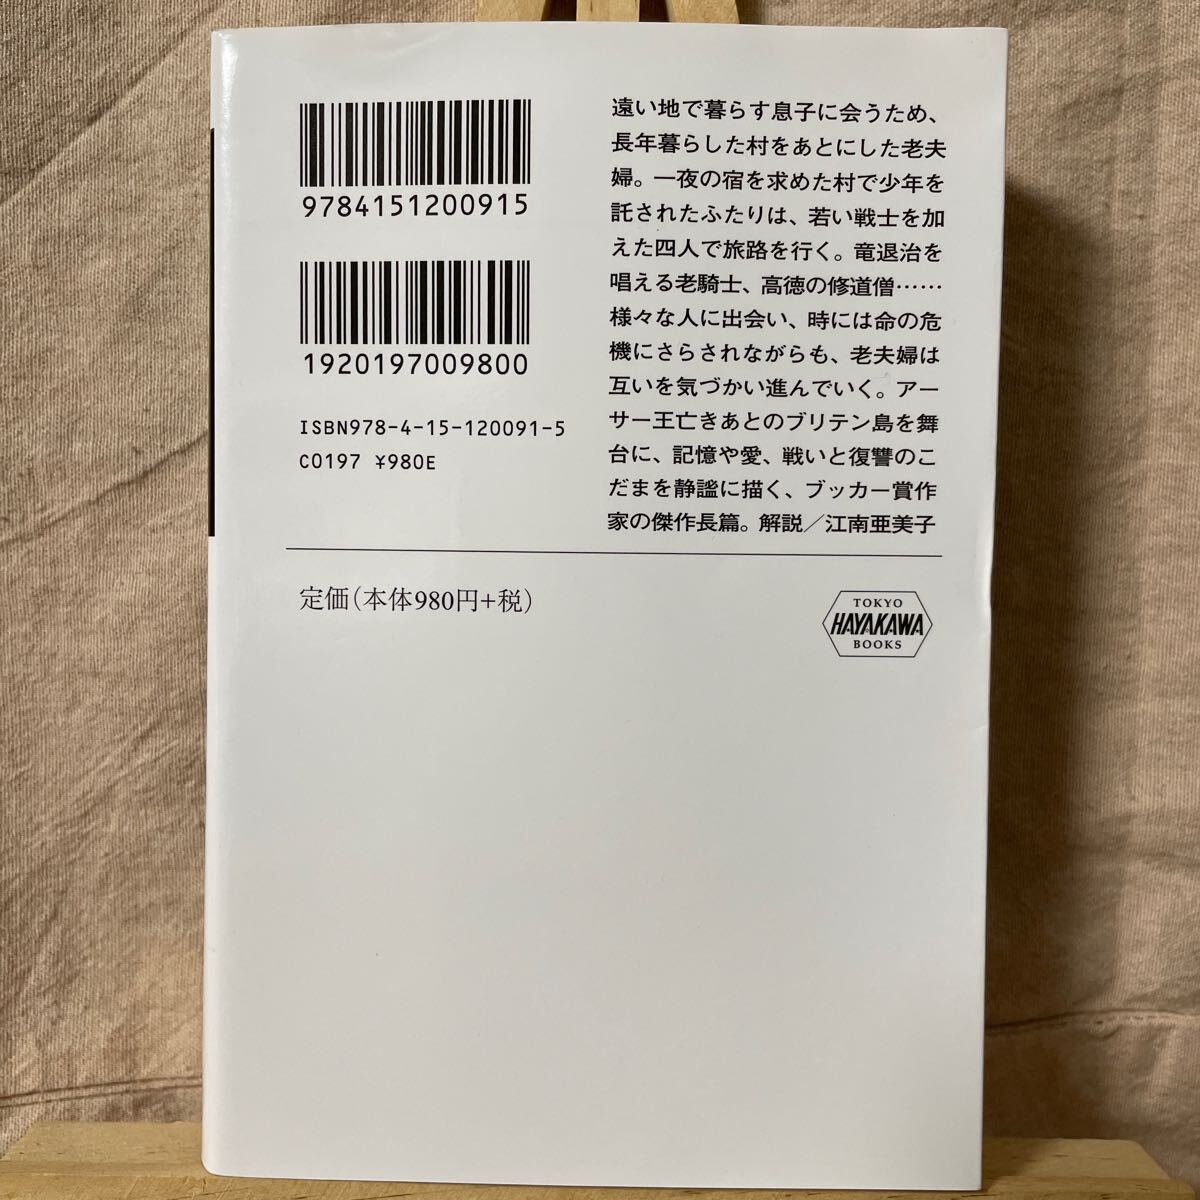 9784151200915
1920197009800
ISBN978-4-15-120091-5
C0197 ¥980E
遠い地で暮らす息子に会うため、
長年暮らした村をあとにした老夫
婦。一夜の宿を求めた村で少年を
託されたふたりは、若い戦士を加
えた四人で旅路を行く。竜退治を
唱える老騎士、高徳の修道僧……
様々な人に出会い、時には命の危
機にさらされながらも、老夫婦は
互いを気づかい進んでいく。アー
サー王亡きあとのブリテン島を舞
台に、記憶や愛、戦いと復讐のこ
だまを静謐に描く、ブッカー賞作
家の傑作長篇。解説／江南亜美子
定価(本体980円+税)
TOKYO
HAYAKAWA
BOOKS